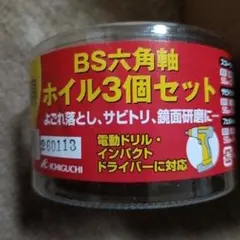 BS六角軸
ホイル3個セット
よごれ落とし、サビトリ、鏡面研磨に
電動ドリル・
インパクト
ドライバーに対応
260113
ICHIGUCHI